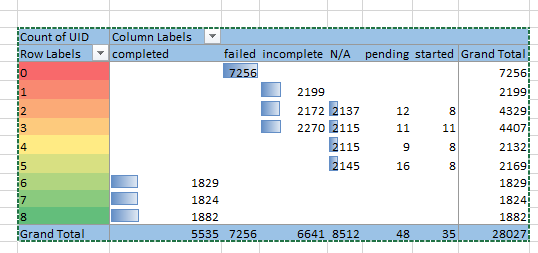 Count of UID Column Labels
Row Labels completed failed incomplete N/A pending started Grand Total
0 7256 7256
1 2199 2199
2 2172 2137 12 8 4329
3 2270 2115 11 11 4407
4 2115 9 8 2132
5 2145 16 8 2169
6 1829 1829
7 1824 1824
8 1882 1882
Grand Total 5535 7256 6641 8512 48 35 28027